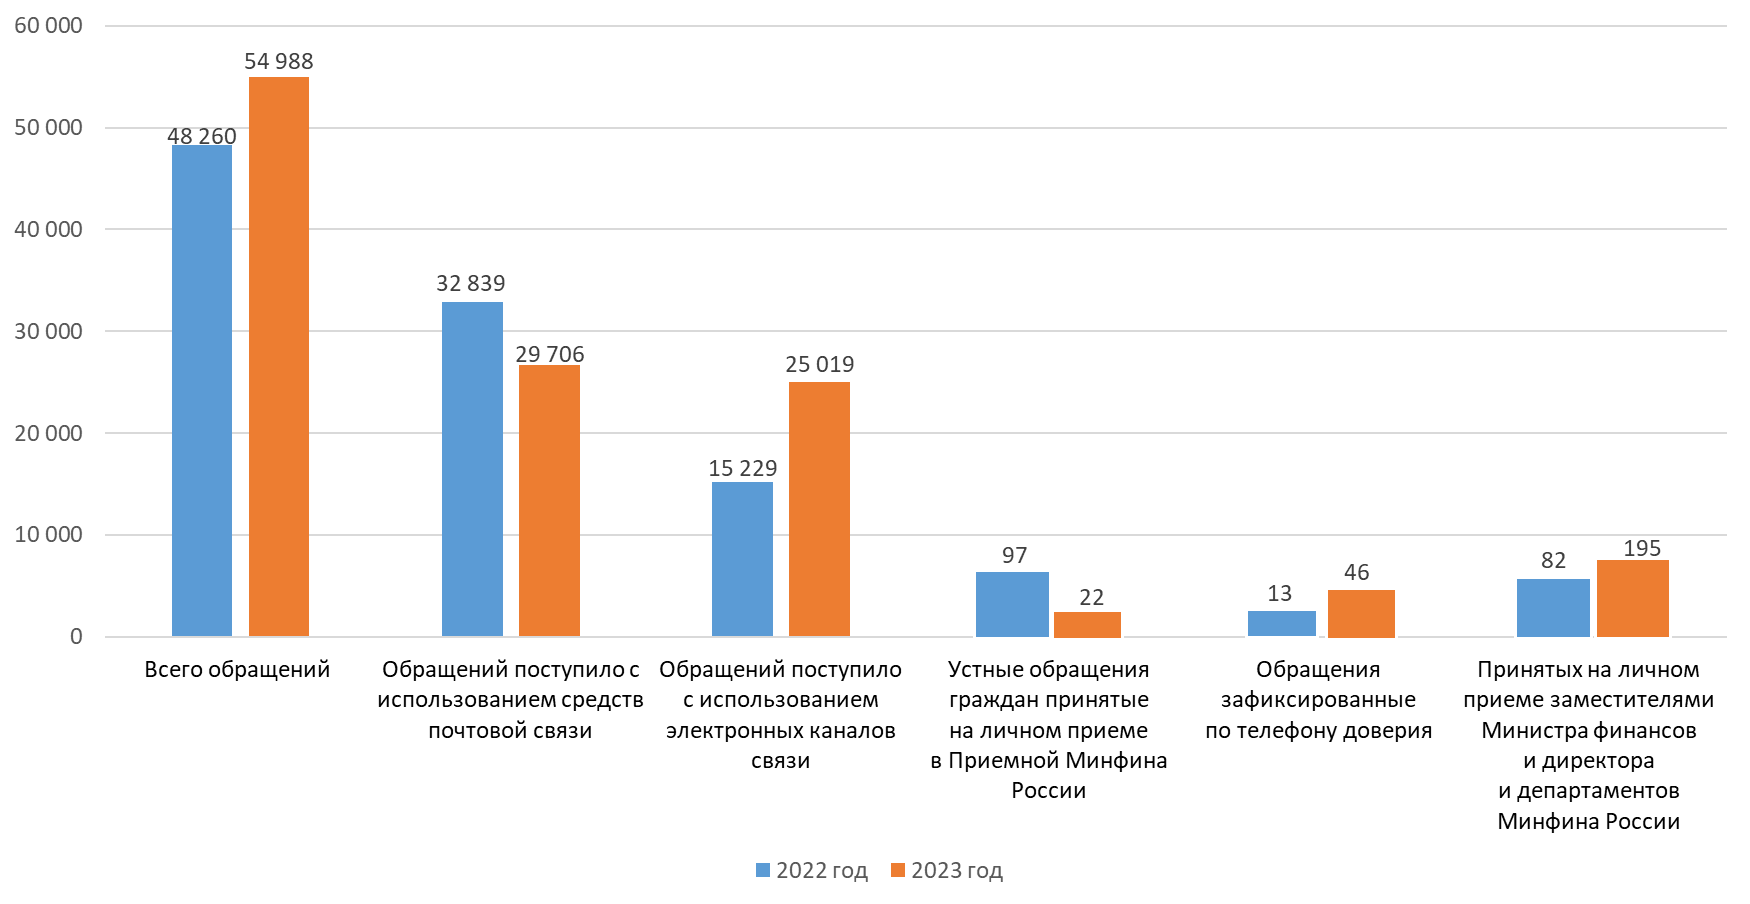 60 000
50 000
40 000
30 000
20 000
10 000
0
48 260
54 988
32 839
29 706
15 229
25 019
97
22
13
46
82
195
Всего обращений
Обращений поступило с
использованием средств
почтовой связи
Обращений поступило
с использованием
электронных каналов
связи
Устные обращения
граждан принятые
на личном приеме
в Приемной Минфина
России
Обращения
зафиксированные
по телефону доверия
Принятых на личном
приеме заместителями
Министра финансов
и директора
и департаментов
Минфина России
2022 год
2023 год